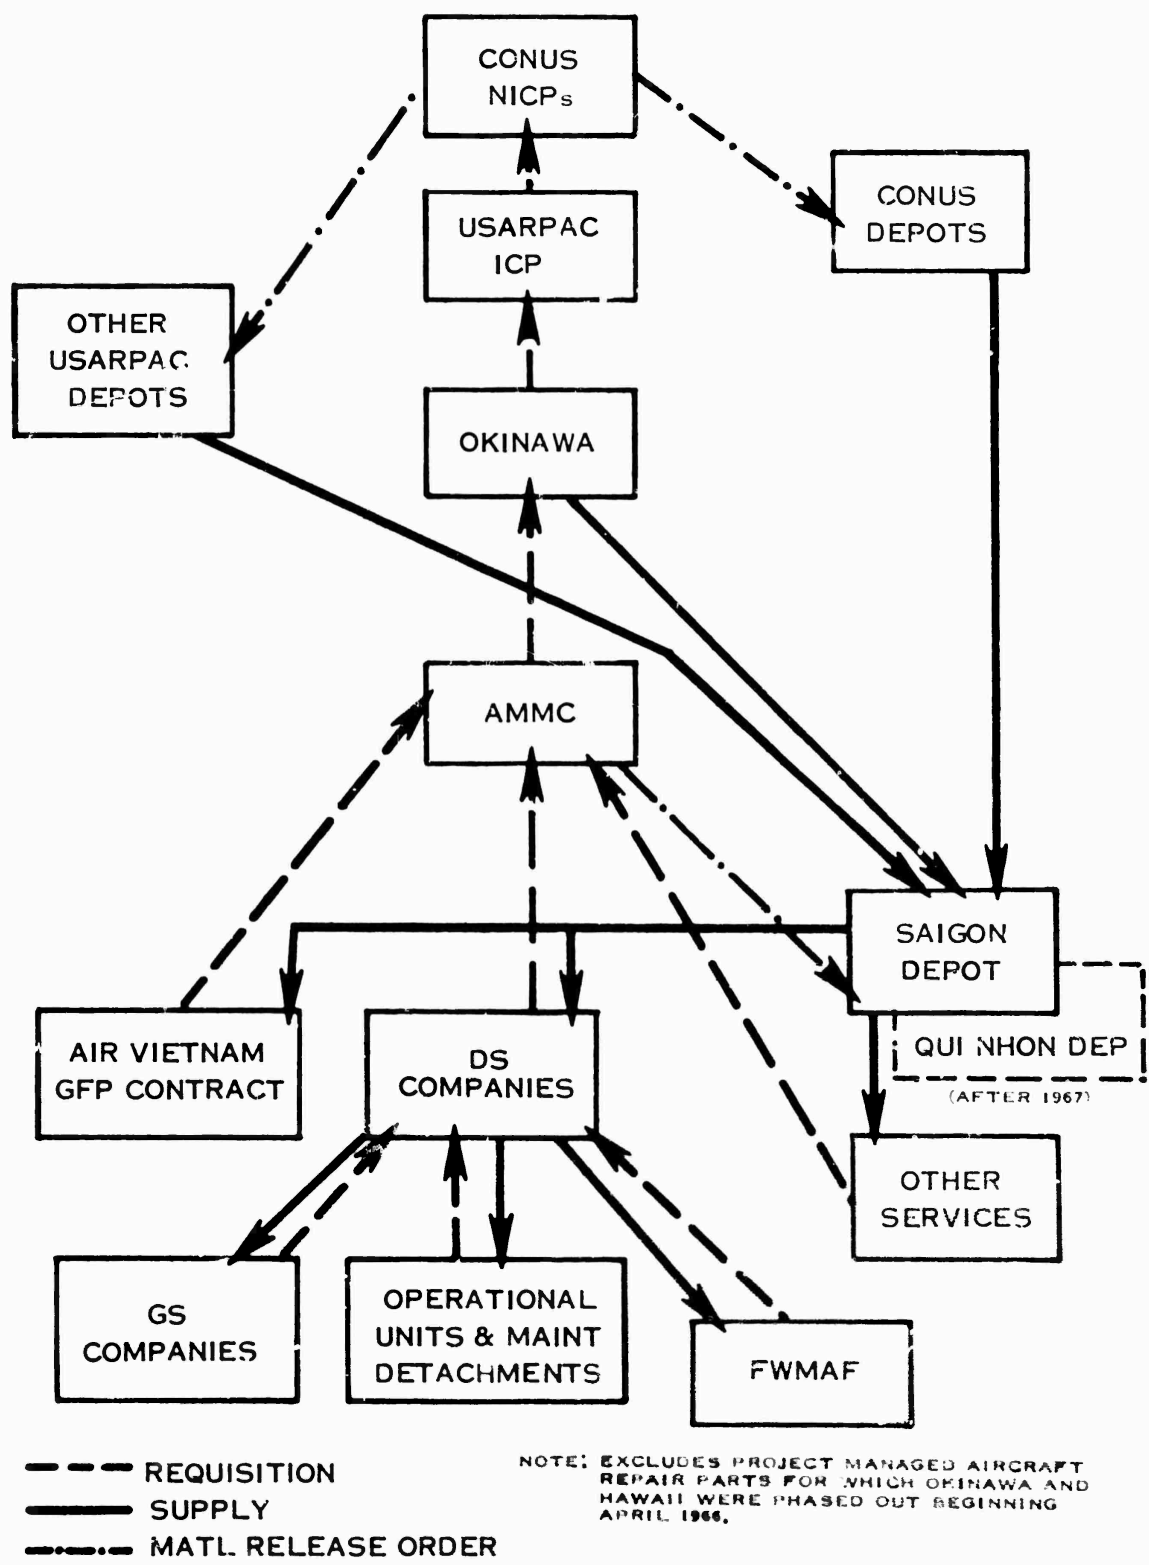 CONUS
NICPs
CONUS
DEPOTS
USARPAC
ICP
OTHER
USARPAC
DEPOTS
OKINAWA
AMMC
SAIGON
DEPOT
QUI NHON DEP
(AFTER 1967)
AIR VIETNAM
GFP CONTRACT
DS
COMPANIES
OTHER
SERVICES
GS
COMPANIES
OPERATIONAL
UNITS & MAINT
DETACHMENTS
FWMAF
REQUISITION
SUPPLY
MATL RELEASE ORDER
NOTE: EXCLUDES PROJECT MANAGED AIRCRAFT
REPAIR PARTS FOR WHICH OKINAWA AND
HAWAII WERE PHASED OUT BEGINNING
APRIL 1966.